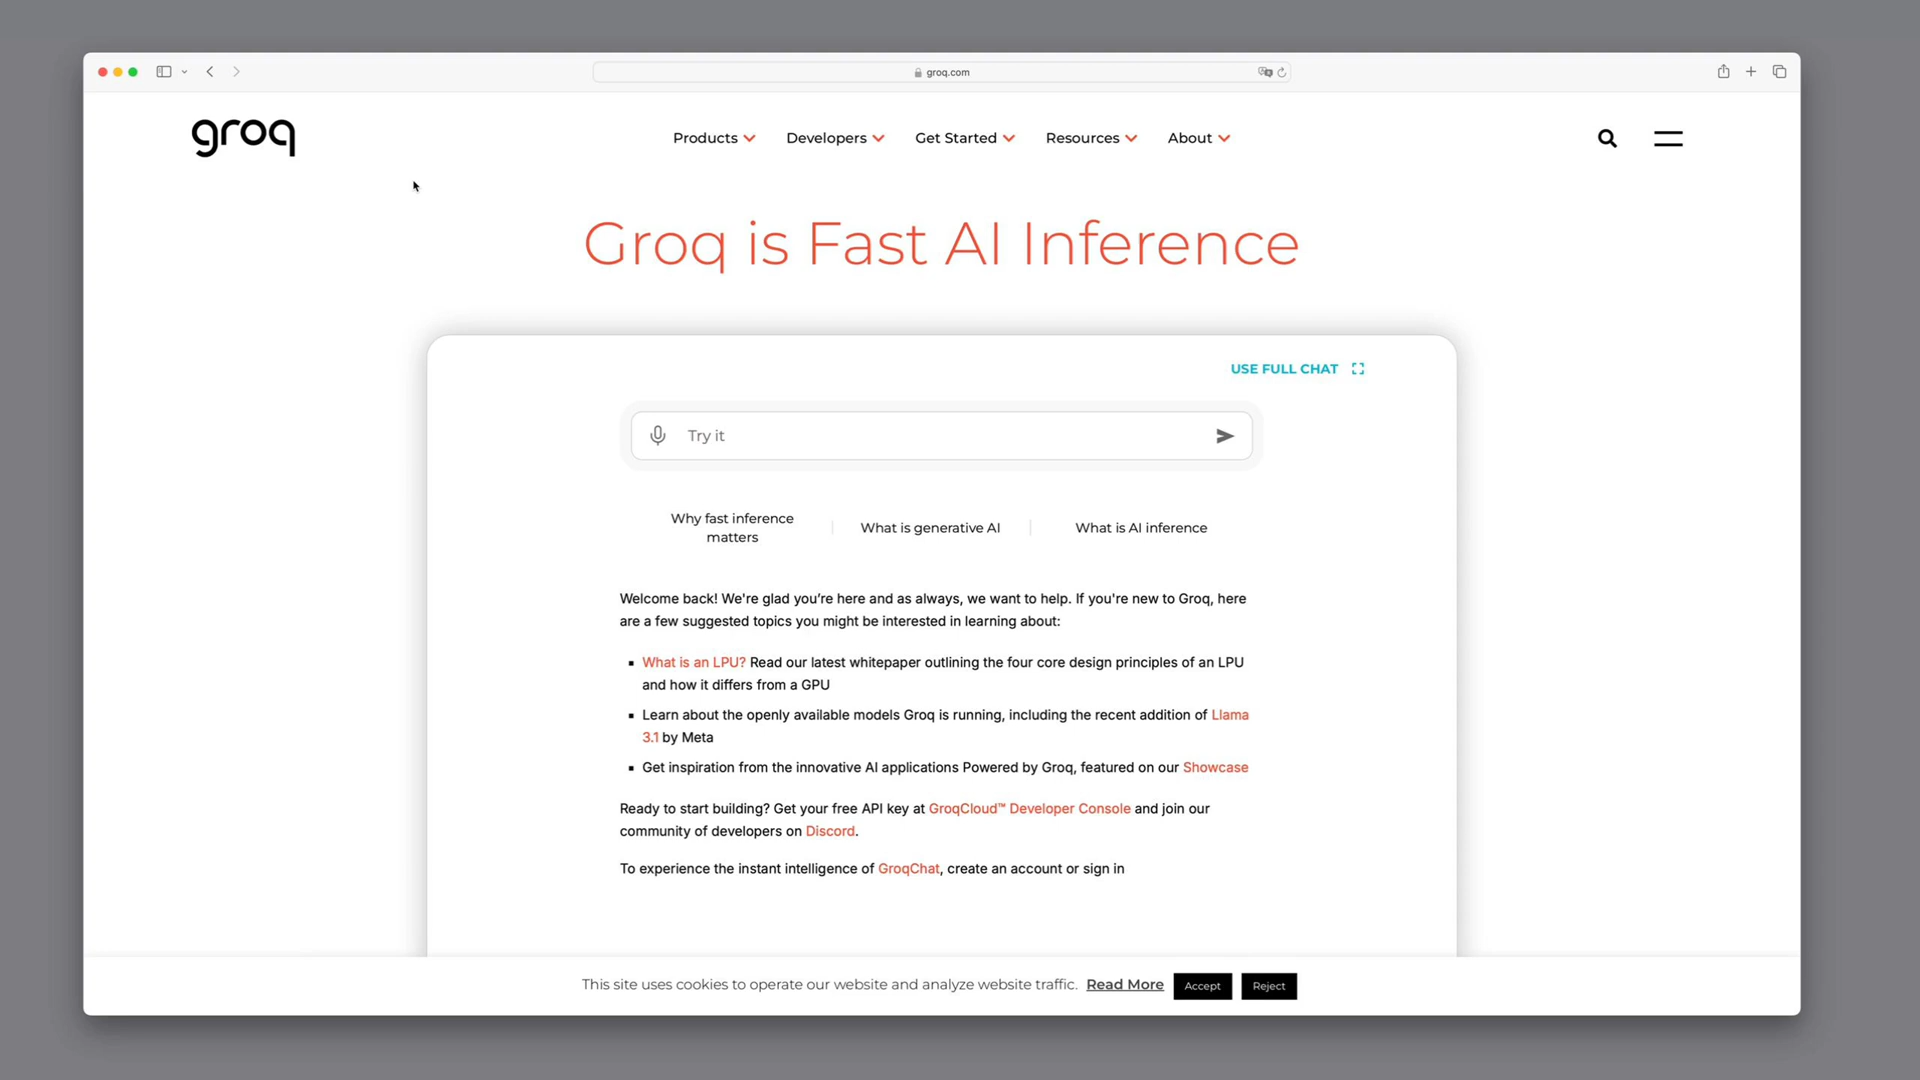 groq.com
groq
Products Developers Get Started Resources About
Groq is Fast AI Inference
USE FULL CHAT
Try it
Why fast inference
matters
What is generative AI
What is AI inference
Welcome back! We're glad you’re here and as always, we want to help. If you're new to Groq, here
are a few suggested topics you might be interested in learning about:
▪ What is an LPU? Read our latest whitepaper outlining the four core design principles of an LPU
and how it differs from a GPU
▪ Learn about the openly available models Groq is running, including the recent addition of Llama
3.1 by Meta
▪ Get inspiration from the innovative AI applications Powered by Groq, featured on our Showcase
Ready to start building? Get your free API key at GroqCloud™ Developer Console and join our
community of developers on Discord.
To experience the instant intelligence of GroqChat, create an account or sign in
This site uses cookies to operate our website and analyze website traffic. Read More Accept Reject